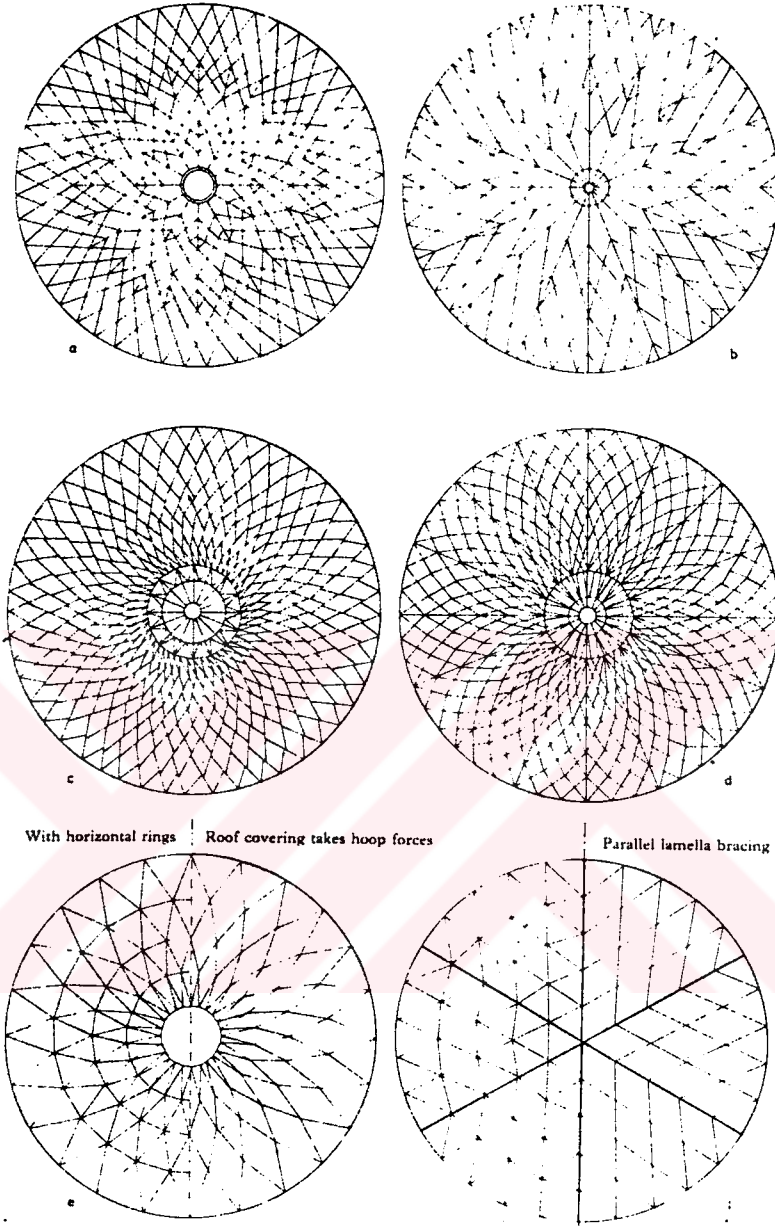 a
b
c
d
With horizontal rings
Roof covering takes hoop forces
Parallel lamella bracing
e